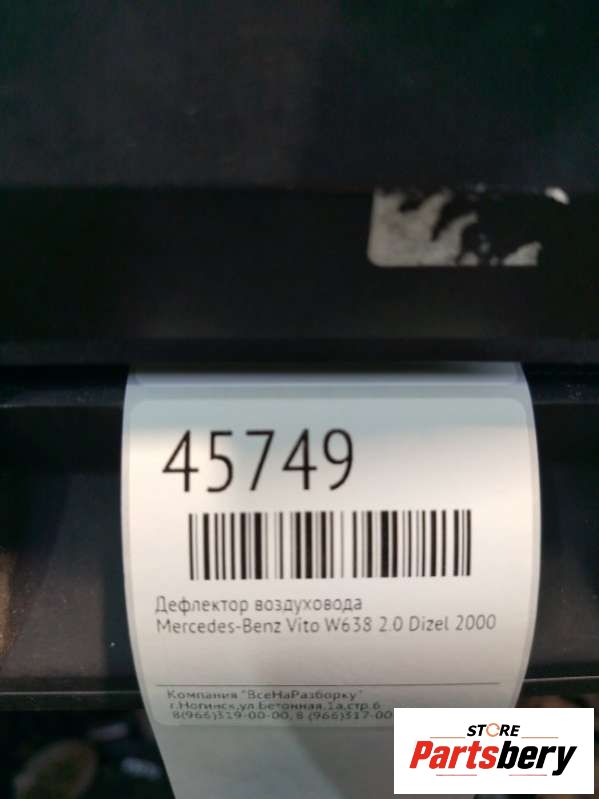 45749
Дефлектор воздуховода
Mercedes-Benz Vito W638 2.0 Dizel 2000
Компания "ВсеНаРазборку"
г.Ногинск,ул.Бетонная,1а,стр.6
8(966)319-00-00, 8 (966)317-00
STORE
Partsbery